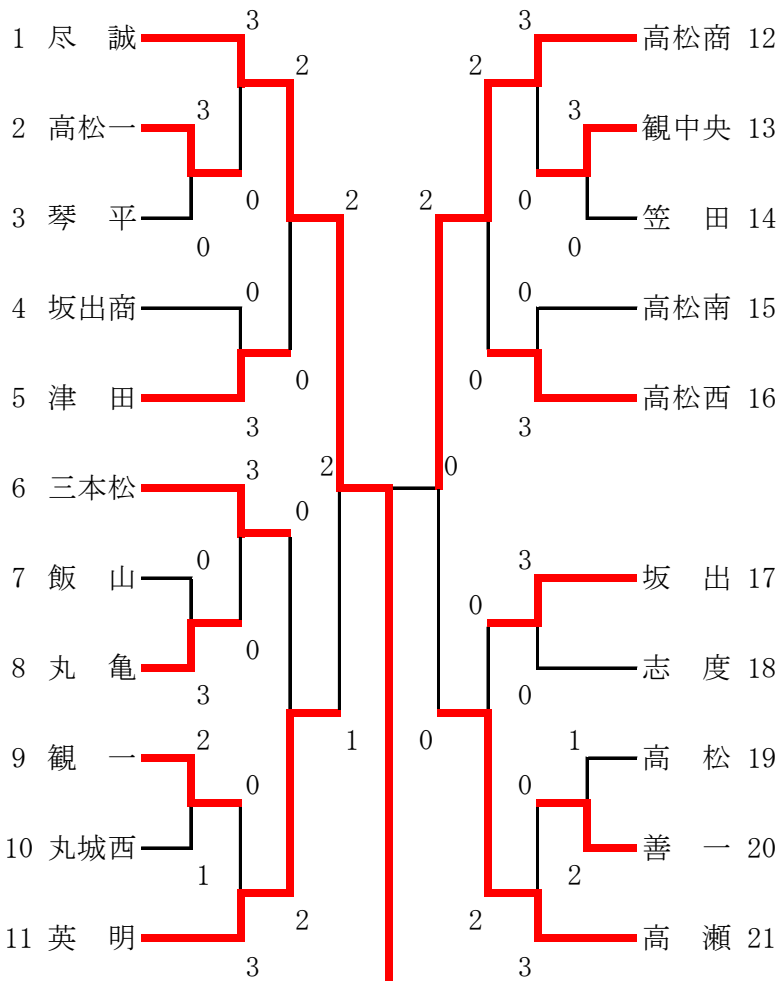 3 3
1 尽 誠 高松商 12
2 2
3 3
2 高松一 観中央 13
2 2
0 0
3 琴 平 笠 田 14
0 0
0 0
4 坂出商 高松南 15
0 0
5 津 田 高松西 16
3 3
3 2 0
6 三本松
0
0 3
7 飯 山 坂 出 17
0
0
8 丸 亀 志 度 18
3 0
2 1 0 1
9 観 一 高 松 19
0 0
10 丸城西 善 一 20
1 2
2 2
11 英 明 高 瀬 21
3 3